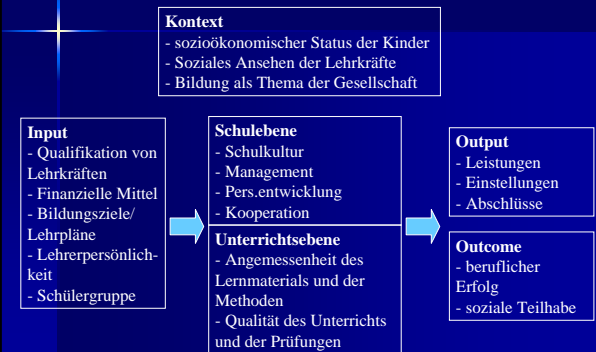 Kontext
- sozioökonomischer Status der Kinder
- Soziales Ansehen der Lehrkräfte
- Bildung als Thema der Gesellschaft
Input
- Qualifikation von
Lehrkräften
- Finanzielle Mittel
- Bildungsziele/
Lehrpläne
- Lehrerpersönlich-
keit
- Schülergruppe
Schulebene
- Schulkultur
- Management
- Pers.entwicklung
- Kooperation
Unterrichtsebene
- Angemessenheit des
Lernmaterials und der
Methoden
- Qualität des Unterrichts
und der Prüfungen
Output
- Leistungen
- Einstellungen
- Abschlüsse
Outcome
- beruflicher
Erfolg
- soziale Teilhabe